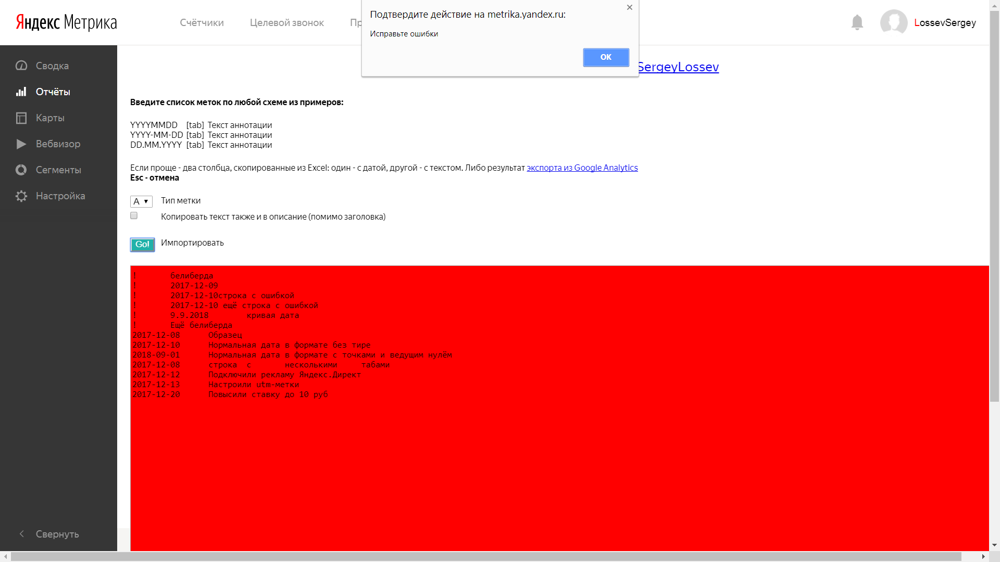 Яндекс Метрика
Счётчики
Целевой звонок
Подтвердите действие на metrika.yandex.ru:
Исправьте ошибки
ОК
LossevSergey
Сводка
Отчёты
Карты
Вебвизор
Сегменты
Настройка
Свернуть
SergeyLossev
Введите список меток по любой схеме из примеров:
YYYYMMDD [tab] Текст аннотации
YYYY-MM-DD [tab] Текст аннотации
DD.MM.YYYY [tab] Текст аннотации
Если проще - два столбца, скопированные из Excel: один - с датой, другой - с текстом. Либо результат экспорта из Google Analytics
Esc - отмена
A Тип метки
Копировать текст также и в описание (помимо заголовка)
Go! Импортировать
! белиберда
! 2017-12-09
! 2017-12-10строка с ошибкой
! 2017-12-10 ещё строка с ошибкой
! 9.9.2018 кривая дата
! Ещё белиберда
2017-12-08 Образец
2017-12-10 Нормальная дата в формате без тире
2018-09-01 Нормальная дата в формате с точками и ведущим нулём
2017-12-08 строка с несколькими табами
2017-12-12 Подключили рекламу Яндекс.Директ
2017-12-13 Настроили utm-метки
2017-12-20 Повысили ставку до 10 руб